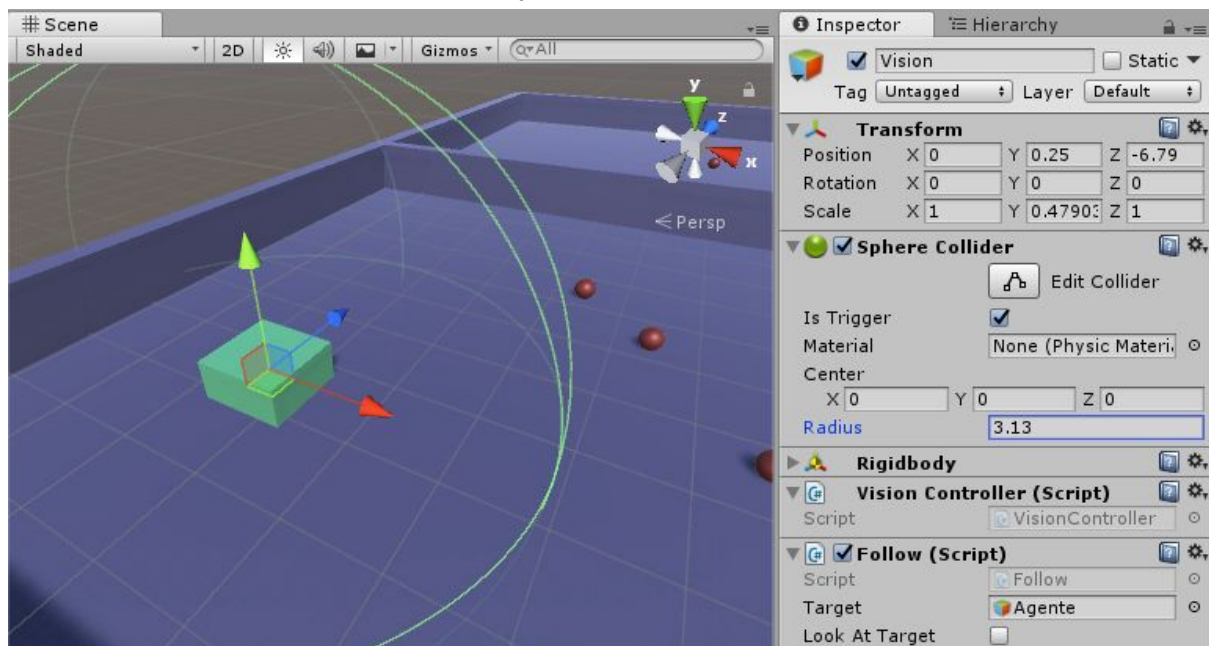 Scene
Shaded 2D Gizmos All
y
z
x
Persp
Inspector Hierarchy
Vision Static
Tag Untagged Layer Default
Transform
Position X 0 Y 0.25 Z -6.79
Rotation X 0 Y 0 Z 0
Scale X 1 Y 0.47903 Z 1
Sphere Collider
Edit Collider
Is Trigger
Material None (Physic Materi
Center
X 0 Y 0 Z 0
Radius 3.13
Rigidbody
Vision Controller (Script)
Script VisionController
Follow (Script)
Script Follow
Target Agente
Look At Target